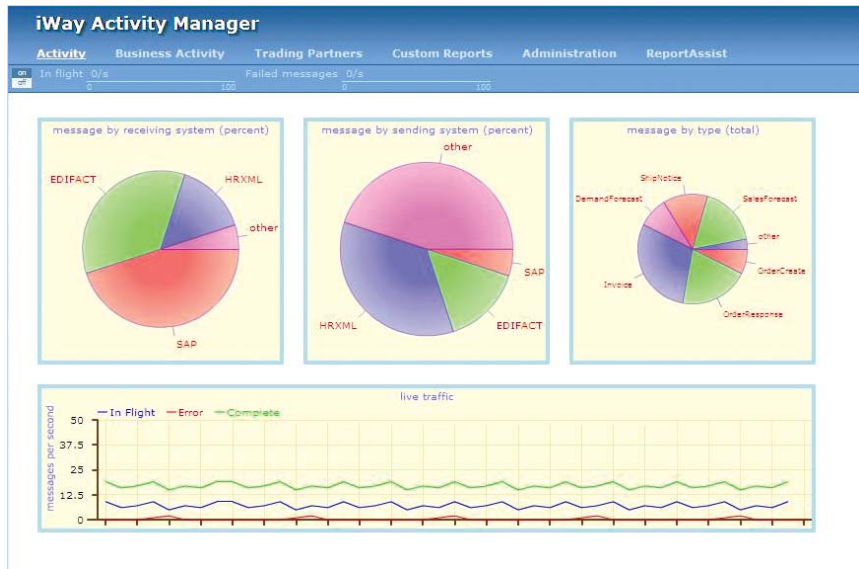 iWay Activity Manager
Activity Business Activity Trading Partners Custom Reports Administration ReportAssist
on In flight 0/s Failed messages 0/s
off 0 100 0 100
message by receiving system (percent)
EDIFACT
HRXML
other
SAP
message by sending system (percent)
other
SAP
HRXML
EDIFACT
message by type (total)
ShipNotice
DemandForecast
SalesForecast
other
OrderCreate
Invoice
OrderResponse
live traffic
In Flight Error Complete
messages per second
50
37.5
25
12.5
0